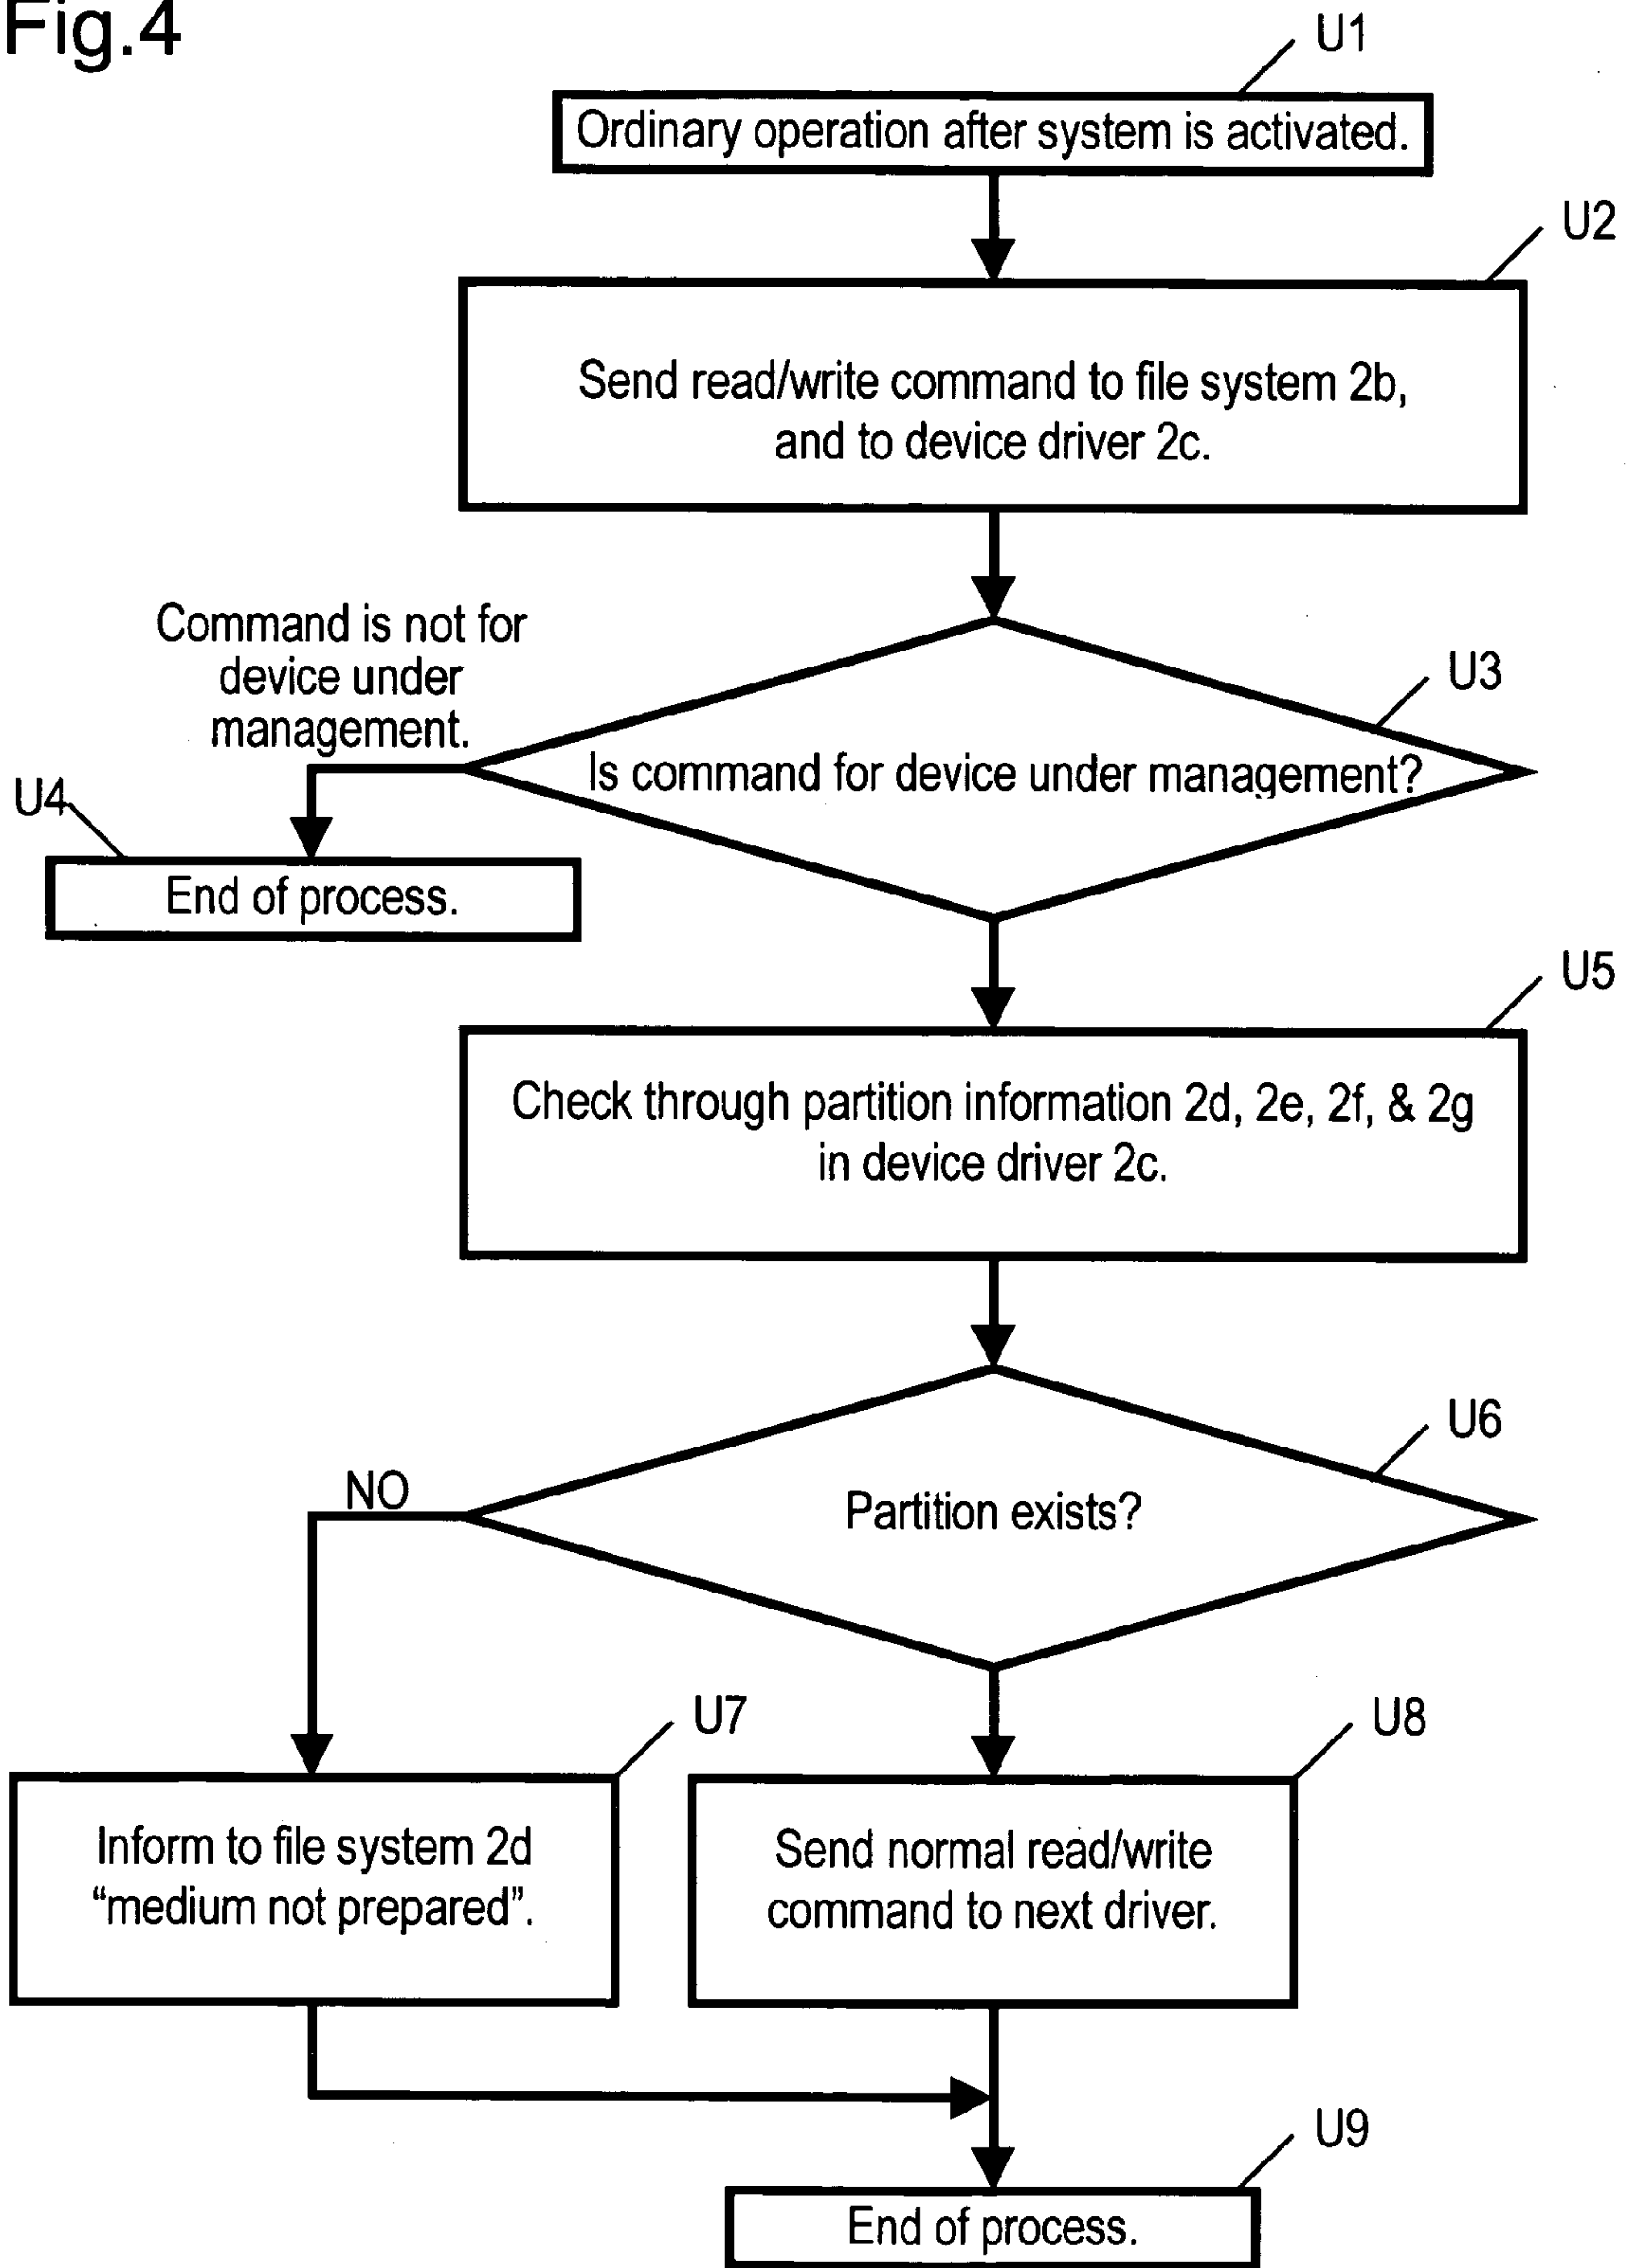 Fig.4
U1
Ordinary operation after system is activated.
U2
Send read/write command to file system 2b,
and to device driver 2c.
Command is not for
device under
management.
U3
Is command for device under management?
U4
End of process.
U5
Check through partition information 2d, 2e, 2f, & 2g
in device driver 2c.
U6
NO
Partition exists?
U7
U8
Inform to file system 2d
“medium not prepared”.
Send normal read/write
command to next driver.
U9
End of process.